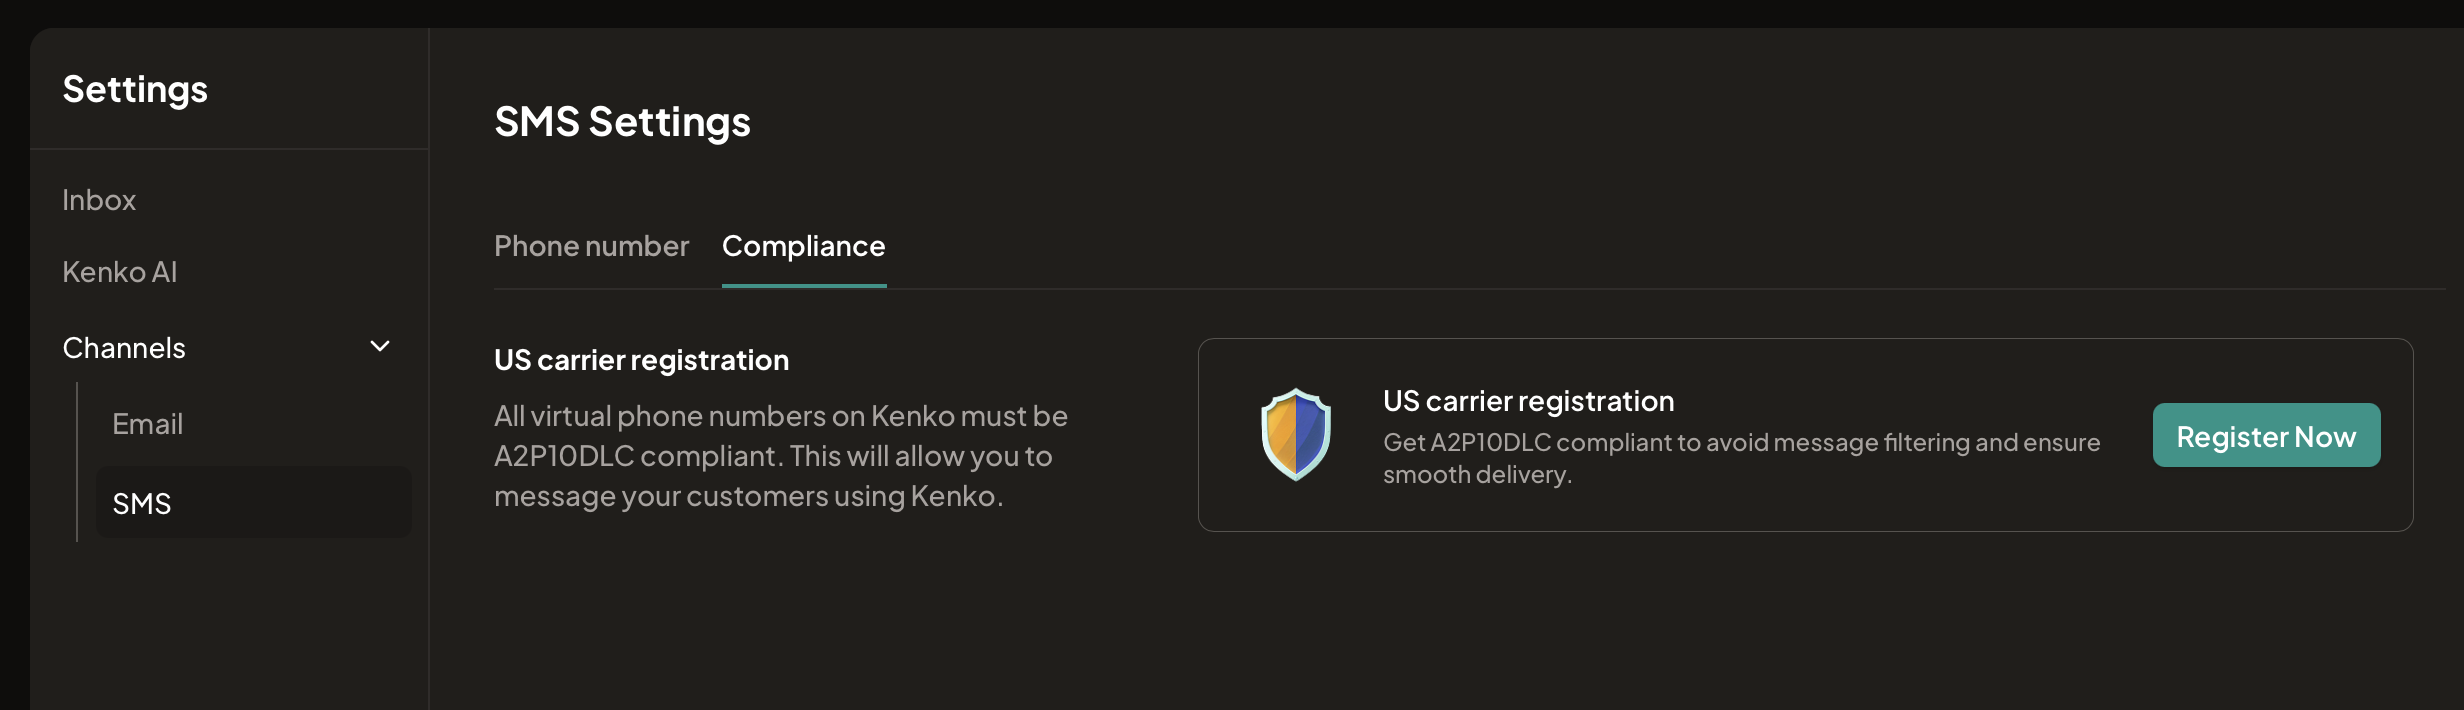 Settings
Inbox
Kenko AI
Channels
Email
SMS
SMS Settings
Phone number
Compliance
US carrier registration
All virtual phone numbers on Kenko must be
A2P10DLC compliant. This will allow you to
message your customers using Kenko.
US carrier registration
Get A2P10DLC compliant to avoid message filtering and ensure
smooth delivery.
Register Now